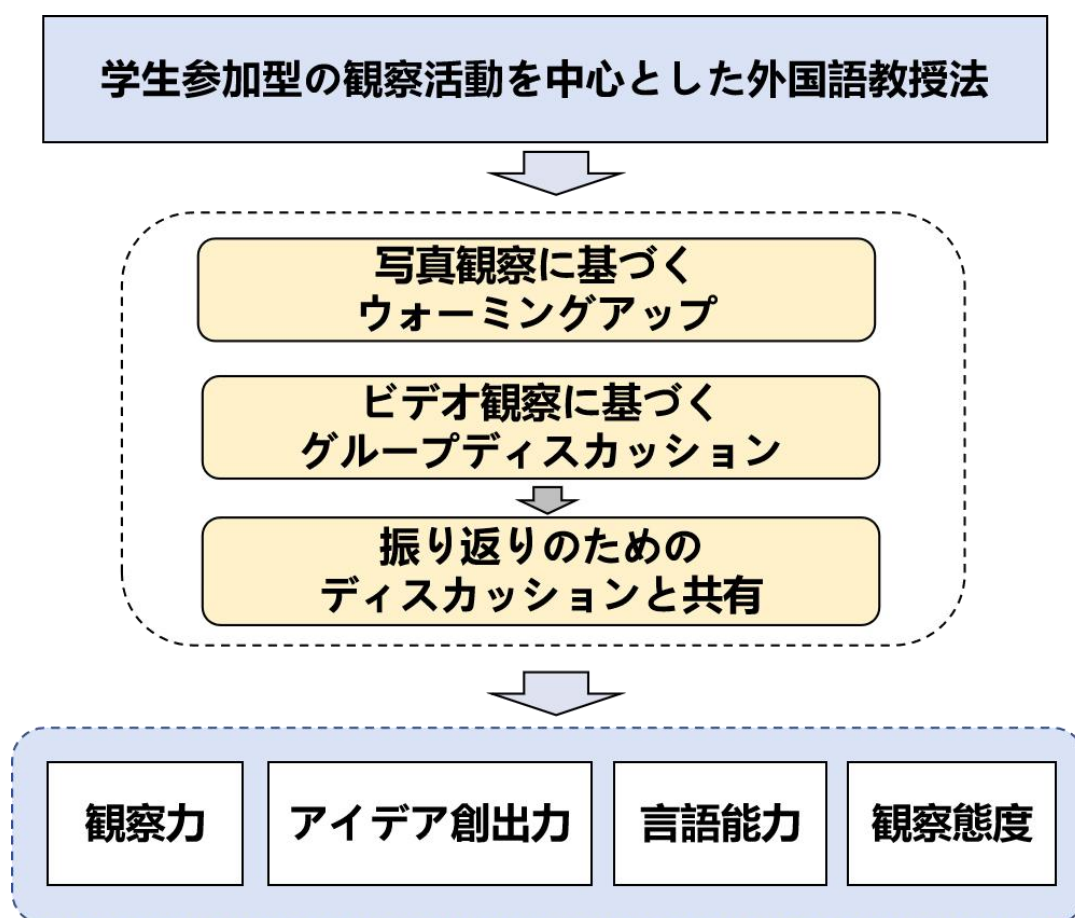 学生参加型の観察活動を中心とした外国語教授法
写真観察に基づく
ウォーミングアップ
ビデオ観察に基づく
グループディスカッション
振り返りのための
ディスカッションと共有
観察力
アイデア創出力
言語能力
観察態度